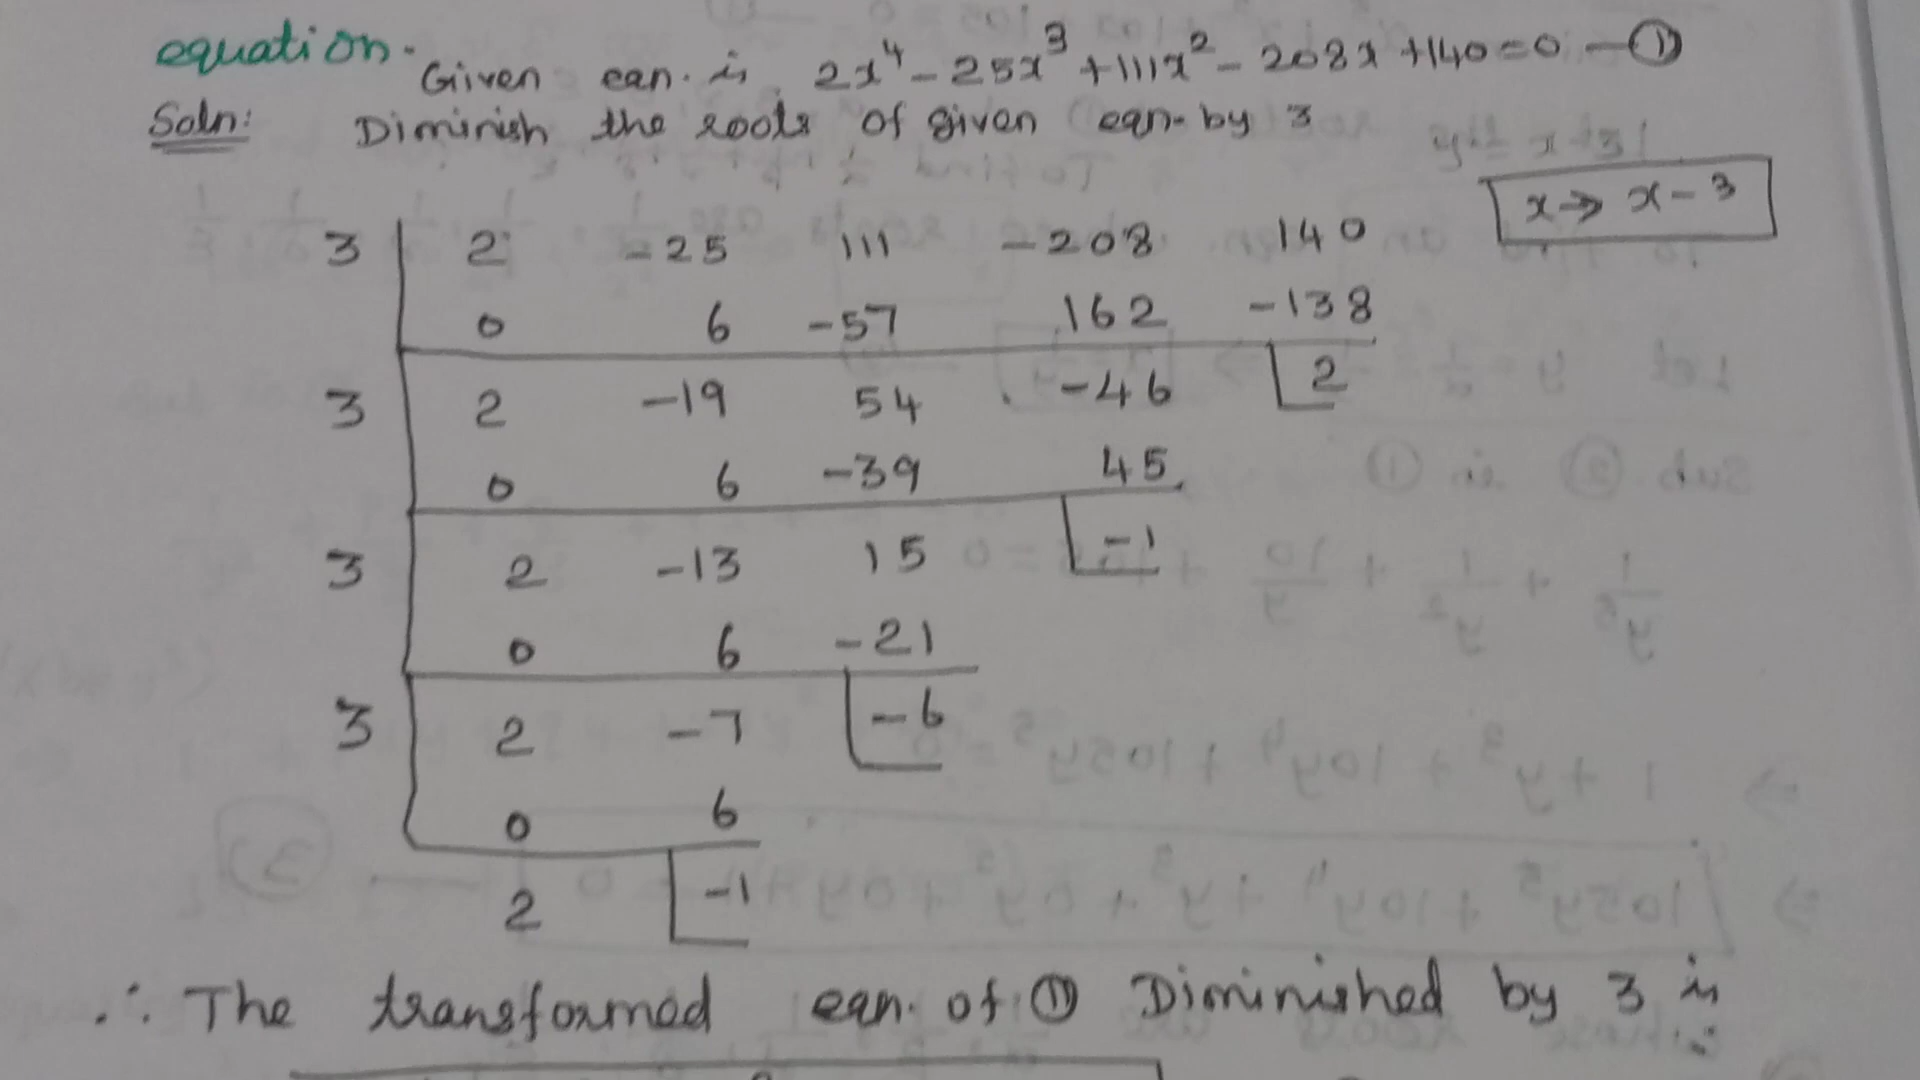 equation.
Given eqn. is 2x⁴ - 25x³ + 111x² - 208x + 140 = 0 — ①
Soln: Diminish the roots of given eqn. by 3
x → x - 3
3 2 -25 111 -208 140
0 6 -57 162 -138
3 2 -19 54 -46 2
0 6 -39 45
3 2 -13 15 -1
0 6 -21
3 2 -7 -6
0 6
2 -1
∴ The transformed eqn. of ① Diminished by 3 is